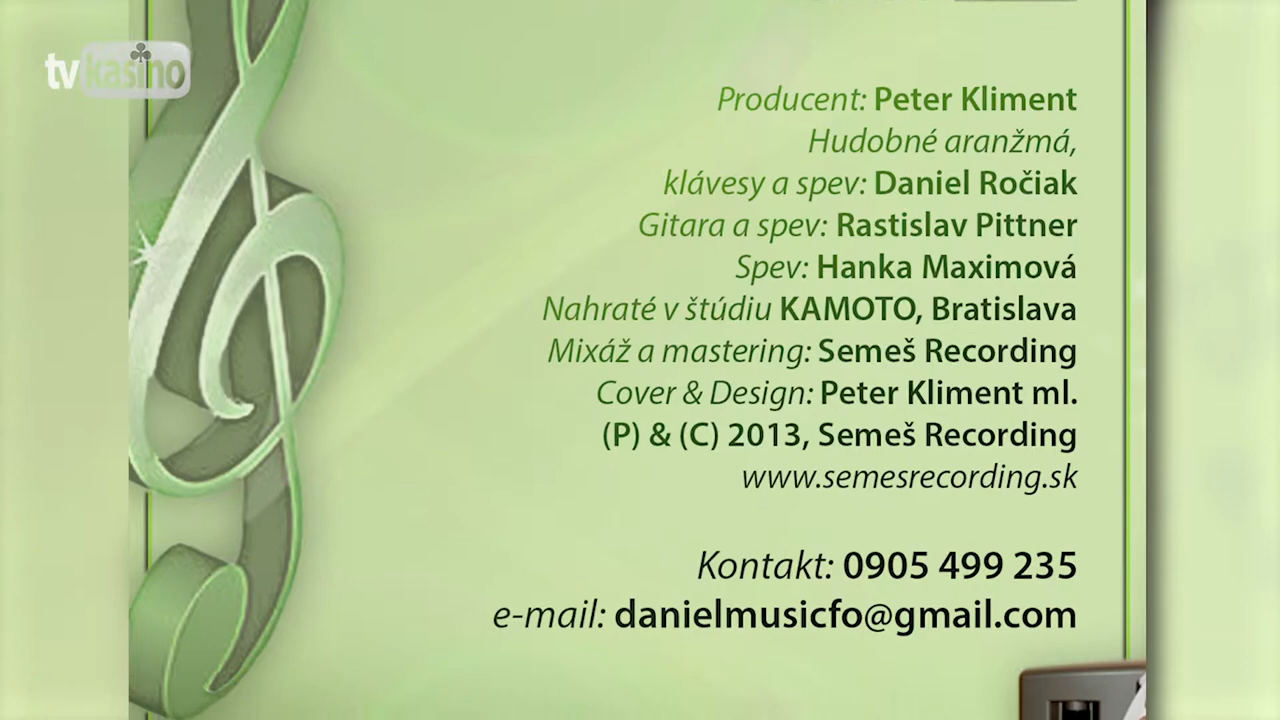 tv kasino
Producent: Peter Kliment
Hudobné aranžmá,
klávesy a spev: Daniel Ročiak
Gitara a spev: Rastislav Pittner
Spev: Hanka Maximová
Nahraté v štúdiu KAMOTO, Bratislava
Mixáž a mastering: Semeš Recording
Cover & Design: Peter Kliment ml.
(P) & (C) 2013, Semeš Recording
www.semesrecording.sk
Kontakt: 0905 499 235
e-mail: danielmusicfo@gmail.com